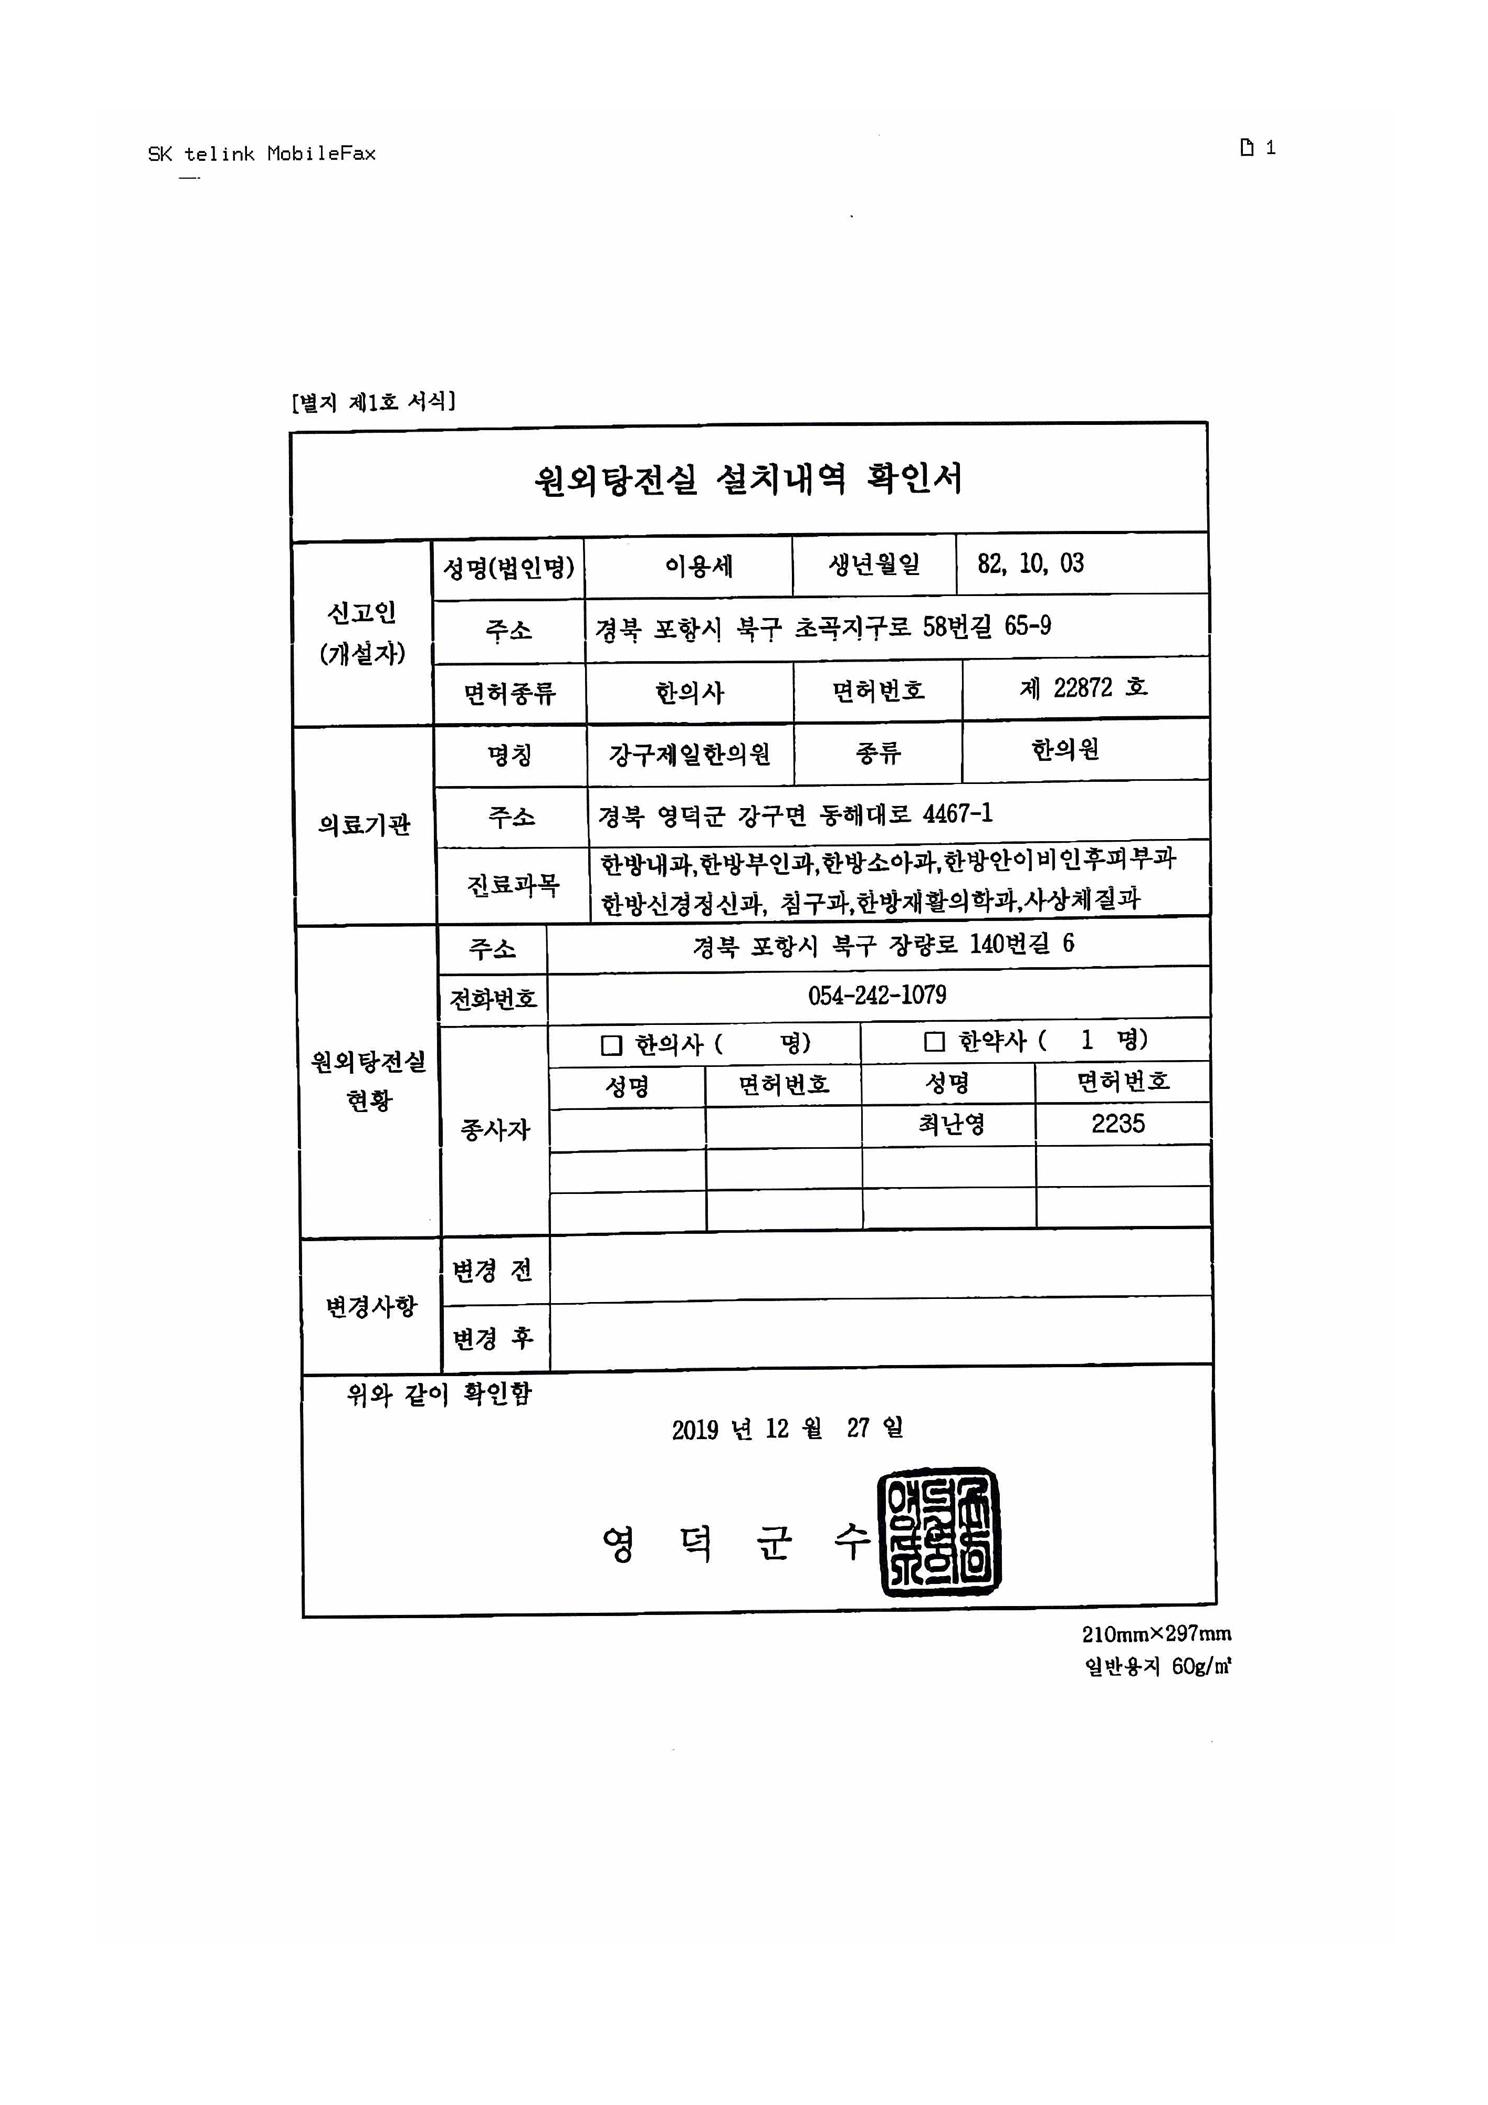 SK telink MobileFax 1
[별지 제1호 서식]
원외탕전실 설치내역 확인서
신고인
(개설자)
성명(법인명) 이용세 생년월일 82, 10, 03
주소 경북 포항시 북구 초곡지구로 58번길 65-9
면허종류 한의사 면허번호 제 22872 호
의료기관
명칭 강구제일한의원 종류 한의원
주소 경북 영덕군 강구면 동해대로 4467-1
진료과목
한방내과,한방부인과,한방소아과,한방안이비인후피부과
한방신경정신과, 침구과,한방재활의학과,사상체질과
원외탕전실
현황
주소 경북 포항시 북구 장량로 140번길 6
전화번호 054-242-1079
종사자
□ 한의사 ( 명) □ 한약사 ( 1 명)
성명 면허번호 성명 면허번호
최난영 2235
변경사항
변경 전
변경 후
위와 같이 확인함
2019 년 12 월 27 일
영 덕 군 수
210mm×297mm
일반용지 60g/㎡